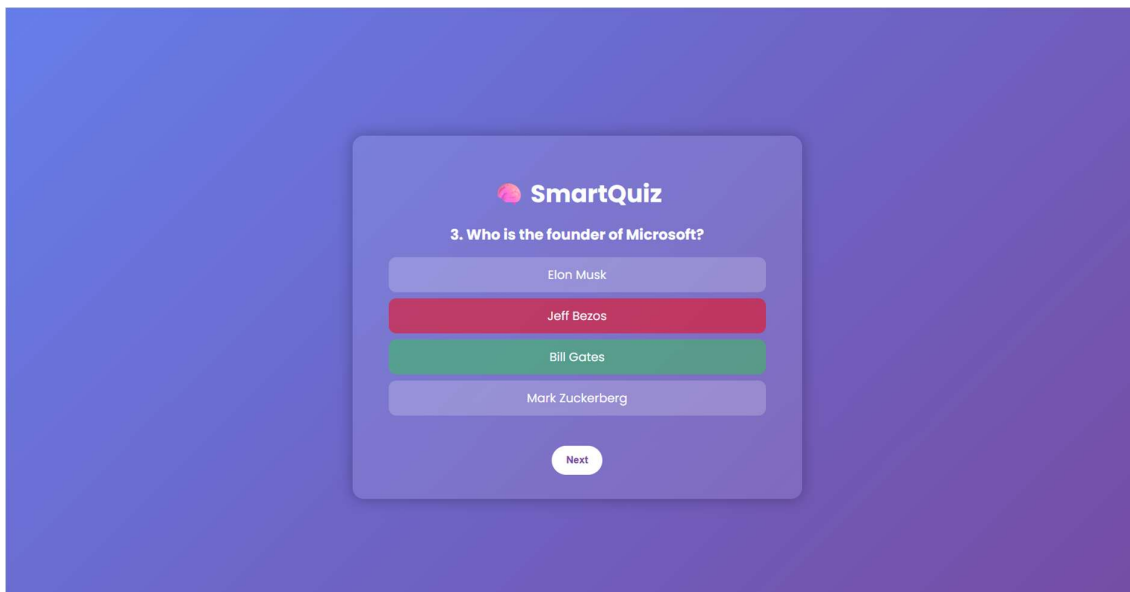 SmartQuiz
3. Who is the founder of Microsoft?
Elon Musk
Jeff Bezos
Bill Gates
Mark Zuckerberg
Next